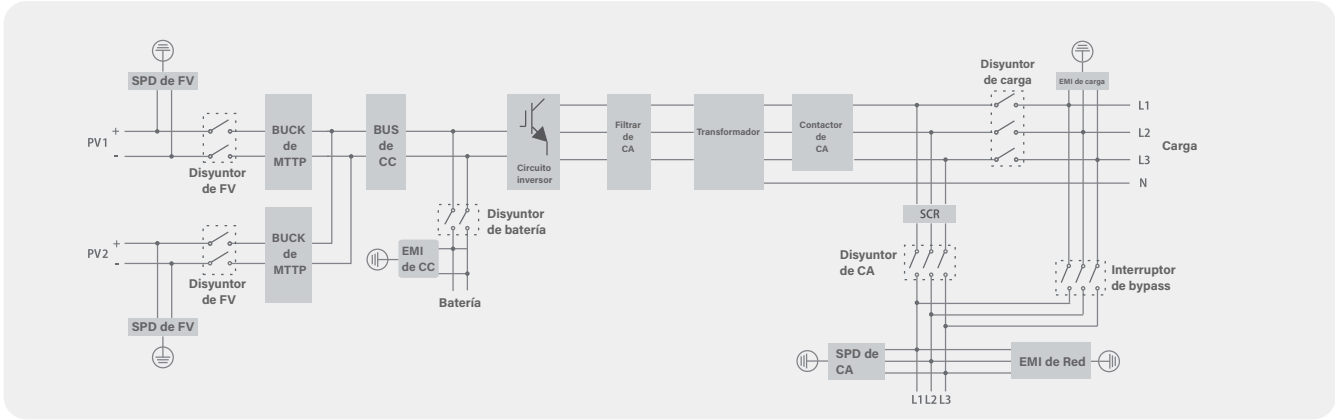 SPD de FV
PV1
+
-
Disyuntor
de FV
BUCK
de
MTTP
BUS
de
CC
Circuito
inversor
Filtrar
de
CA
Transformador
Contactor
de
CA
Disyuntor
de carga
EMI de carga
L1
L2
L3
N
Carga
PV2
+
-
Disyuntor
de FV
BUCK
de
MTTP
SPD de FV
Disyuntor
de batería
EMI
de CC
Batería
SCR
Disyuntor
de CA
Interruptor
de bypass
SPD de
CA
EMI de Red
L1 L2 L3